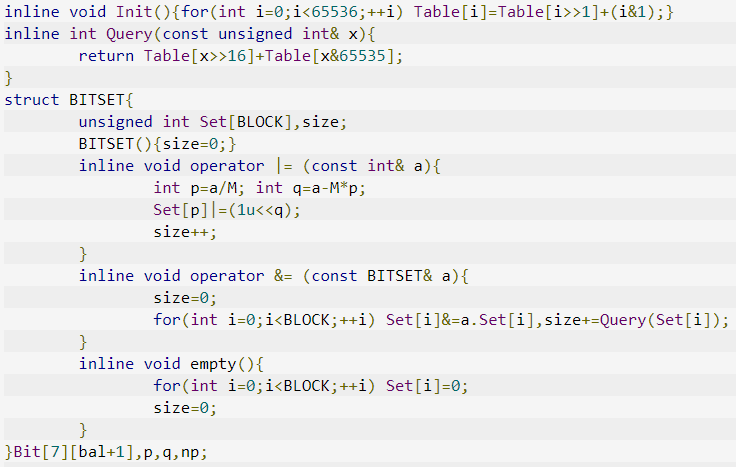 inline void Init(){for(int i=0;i<65536;++i) Table[i]=Table[i>>1]+(i&1);}
inline int Query(const unsigned int& x){
        return Table[x>>16]+Table[x&65535];
}
struct BITSET{
        unsigned int Set[BLOCK],size;
        BITSET(){size=0;}
        inline void operator |= (const int& a){
                int p=a/M; int q=a-M*p;
                Set[p]|=(1u<<q);
                size++;
        }
        inline void operator &= (const BITSET& a){
                size=0;
                for(int i=0;i<BLOCK;++i) Set[i]&=a.Set[i],size+=Query(Set[i]);
        }
        inline void empty(){
                for(int i=0;i<BLOCK;++i) Set[i]=0;
                size=0;
        }
}Bit[7][bal+1],p,q,np;